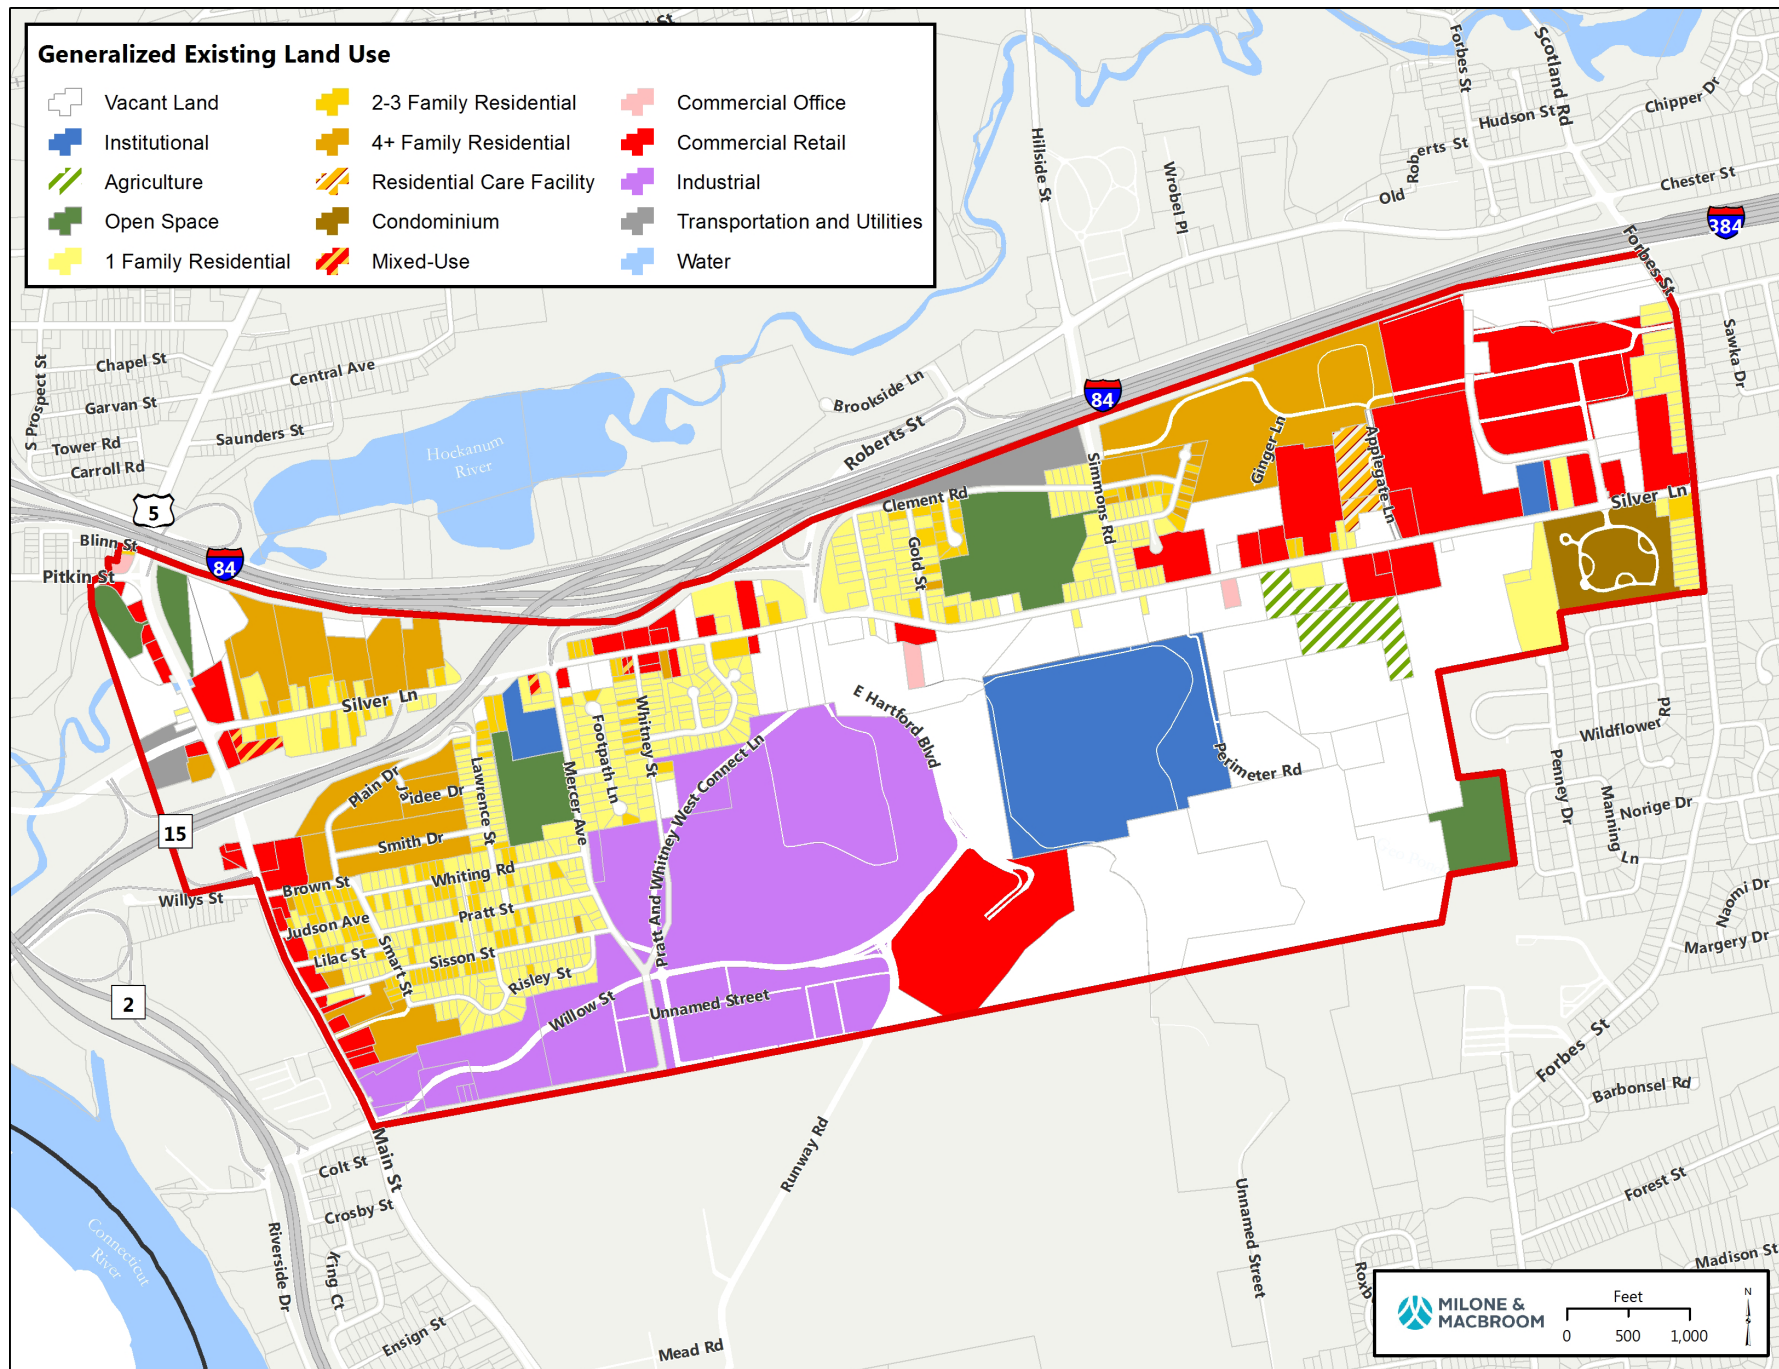 St
Generalized Existing Land Use
Vacant Land
Institutional
Agriculture
Open Space
1 Family Residential
2-3 Family Residential
4+ Family Residential
Residential Care Facility
Condominium
Mixed-Use
Commercial Office
Commercial Retail
Industrial
Transportation and Utilities
Water
Forbes St
Scotland Rd
Chipper Dr
Hudson St
Old Roberts St
Chester St
Hillside St
Wrobel Pl
384
Forbes St
Sawka Dr
S Prospect St
Chapel St
Central Ave
Garvan St
Saunders St
Tower Rd
Carroll Rd
Hockanum
River
Brookside Ln
Roberts St
84
5
Blinn St
84
Pitkin St
Clement Rd
Gold St
Simmons Rd
Ginger Ln
Applegate Ln
Silver Ln
Silver Ln
E Hartford Blvd
Perimeter Rd
Wildflower Rd
Penney Dr
Manning Ln
Norige Dr
Naomi Dr
Margery Dr
Footpath Ln
Whitney St
Mercer Ave
Lawrence St
Plain Dr
Jaidee Dr
Smith Dr
Whiting Rd
Brown St
Judson Ave
Pratt St
Lilac St
Smart St
Sisson St
Risley St
Willow St
Unnamed Street
Pratt And Whitney West Connect Ln
15
Willys St
2
Main St
Colt St
Crosby St
King Ct
Riverside Dr
Ensign St
Connecticut
River
Runway Rd
Mead Rd
Unnamed Street
Forbes St
Barbonsel Rd
Forest St
Madison St
Roxb
MILONE &
MACBROOM
Feet
0 500 1,000
N